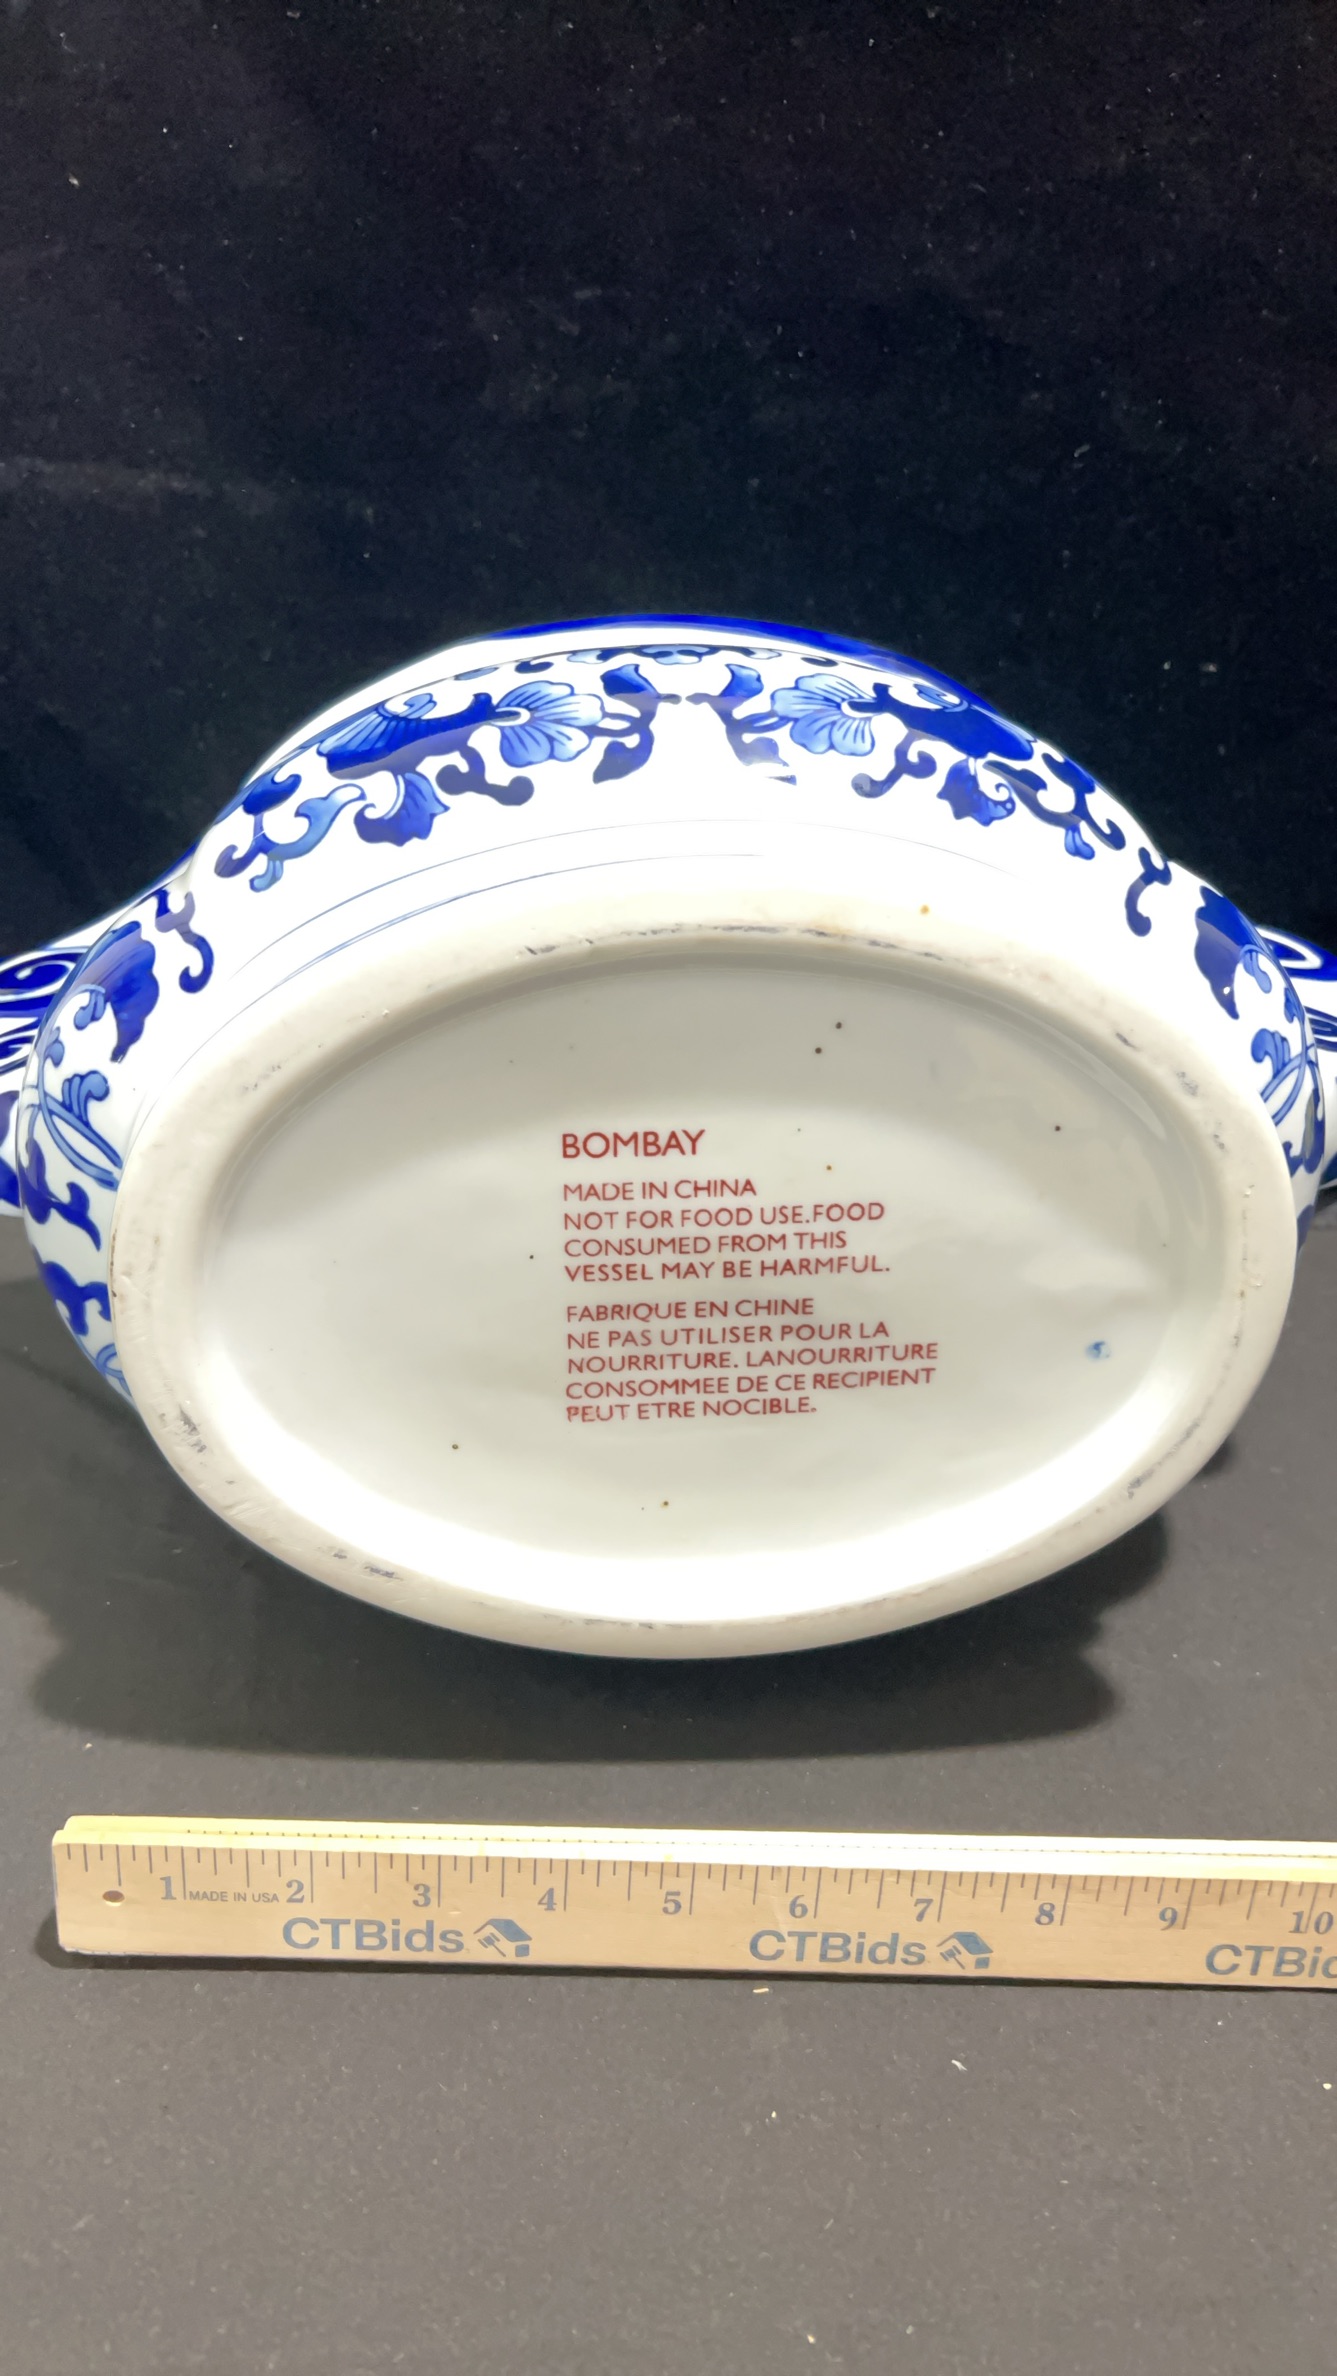 BOMBAY
MADE IN CHINA
NOT FOR FOOD USE.FOOD
CONSUMED FROM THIS
VESSEL MAY BE HARMFUL.
FABRIQUE EN CHINE
NE PAS UTILISER POUR LA
NOURRITURE. LANOURRITURE
CONSOMMEE DE CE RECIPIENT
PEUT ETRE NOCIBLE.
1 MADE IN USA 2 3 4 5 6 7 8 9 10
CTBids CTBids CTBid